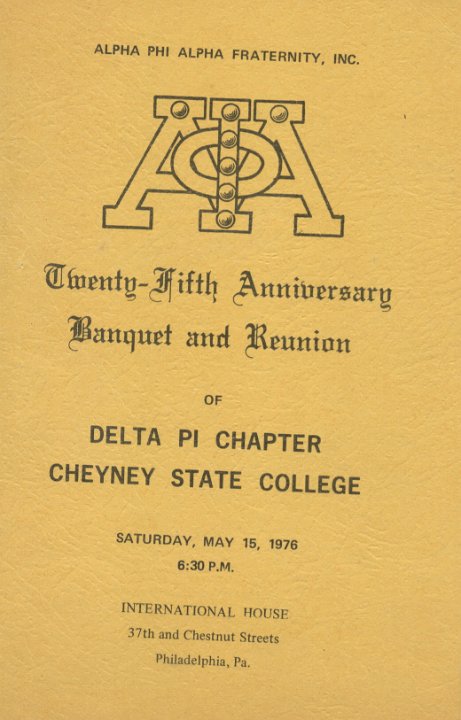 ALPHA PHI ALPHA FRATERNITY, INC.
ΑΦΑ
Twenty-Fifth Anniversary
Banquet and Reunion
OF
DELTA PI CHAPTER
CHEYNEY STATE COLLEGE
SATURDAY, MAY 15, 1976
6:30 P.M.
INTERNATIONAL HOUSE
37th and Chestnut Streets
Philadelphia, Pa.